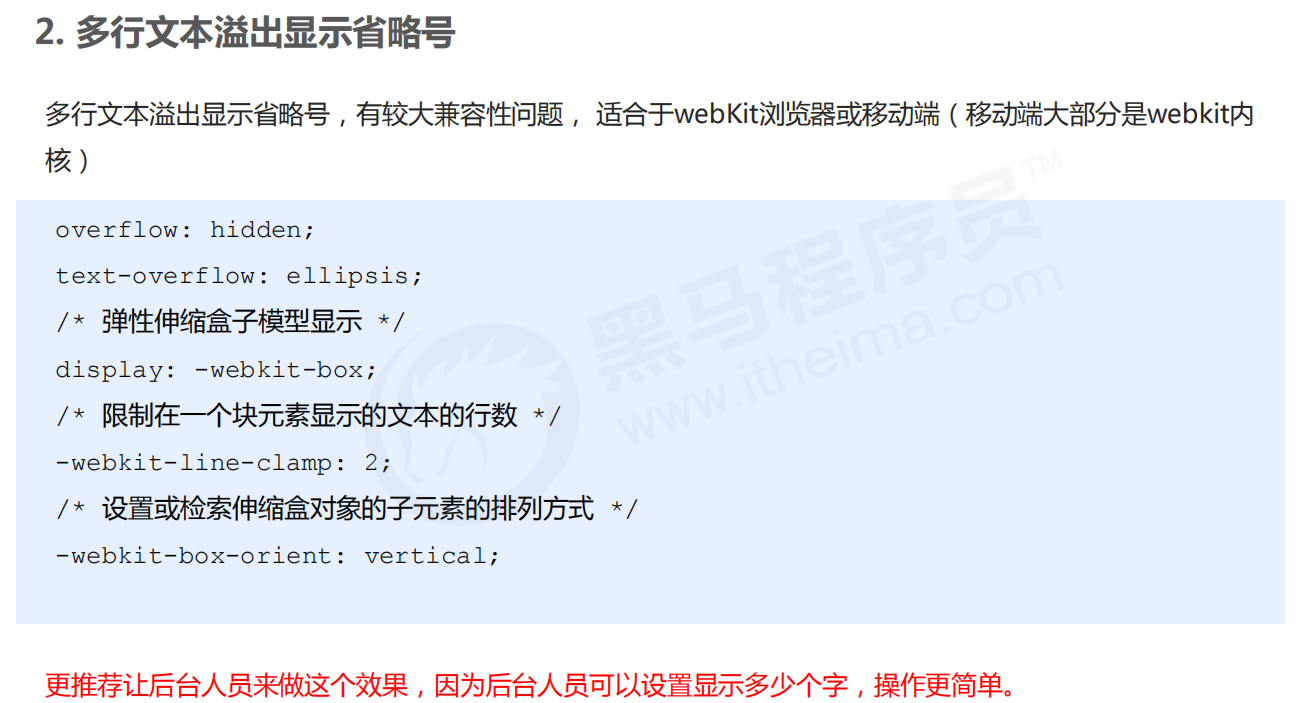 2. 多行文本溢出显示省略号
多行文本溢出显示省略号，有较大兼容性问题， 适合于webKit浏览器或移动端（移动端大部分是webkit内
核）
overflow: hidden;
text-overflow: ellipsis;
/* 弹性伸缩盒子模型显示 */
display: -webkit-box;
/* 限制在一个块元素显示的文本的行数 */
-webkit-line-clamp: 2;
/* 设置或检索伸缩盒对象的子元素的排列方式 */
-webkit-box-orient: vertical;
黑马程序员™
www.itheima.com
更推荐让后台人员来做这个效果，因为后台人员可以设置显示多少个字，操作更简单。